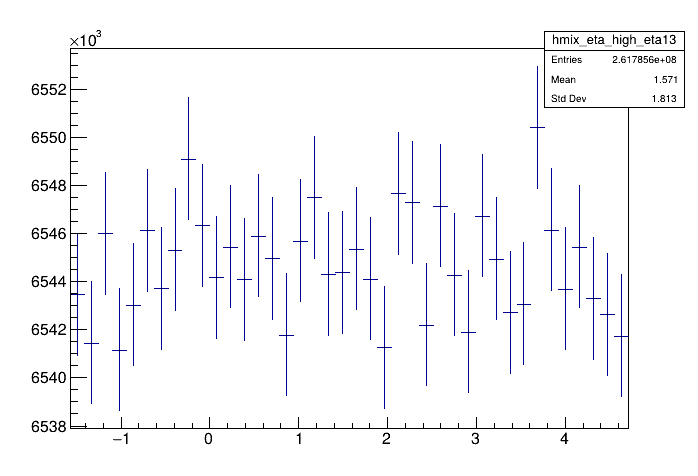 ×10³
hmix_eta_high_eta13
Entries 2.617856e+08
Mean 1.571
Std Dev 1.813
6552
6550
6548
6546
6544
6542
6540
6538
−1 0 1 2 3 4